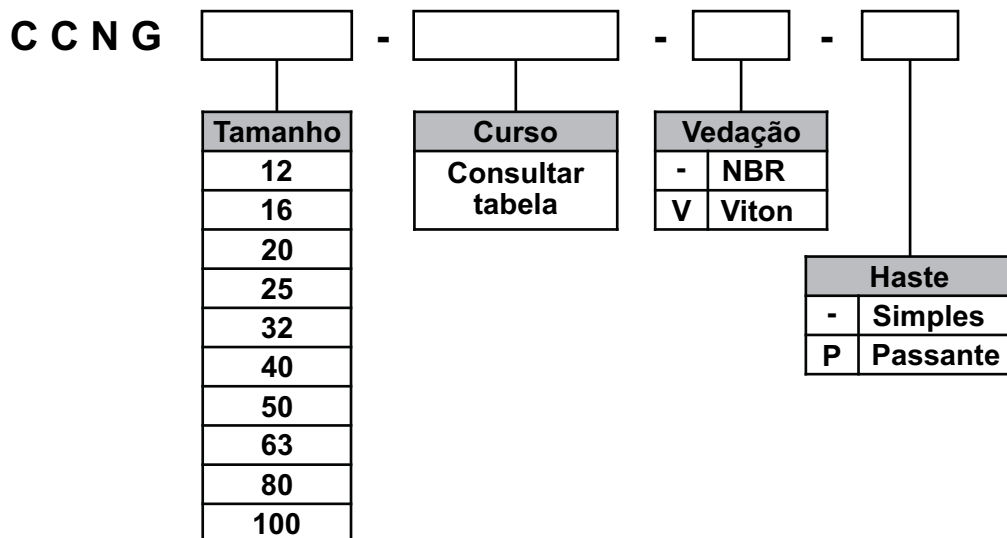 C C N G - - -
Tamanho
12
16
20
25
32
40
50
63
80
100
Curso
Consultar
tabela
Vedação
- NBR
V Viton
Haste
- Simples
P Passante